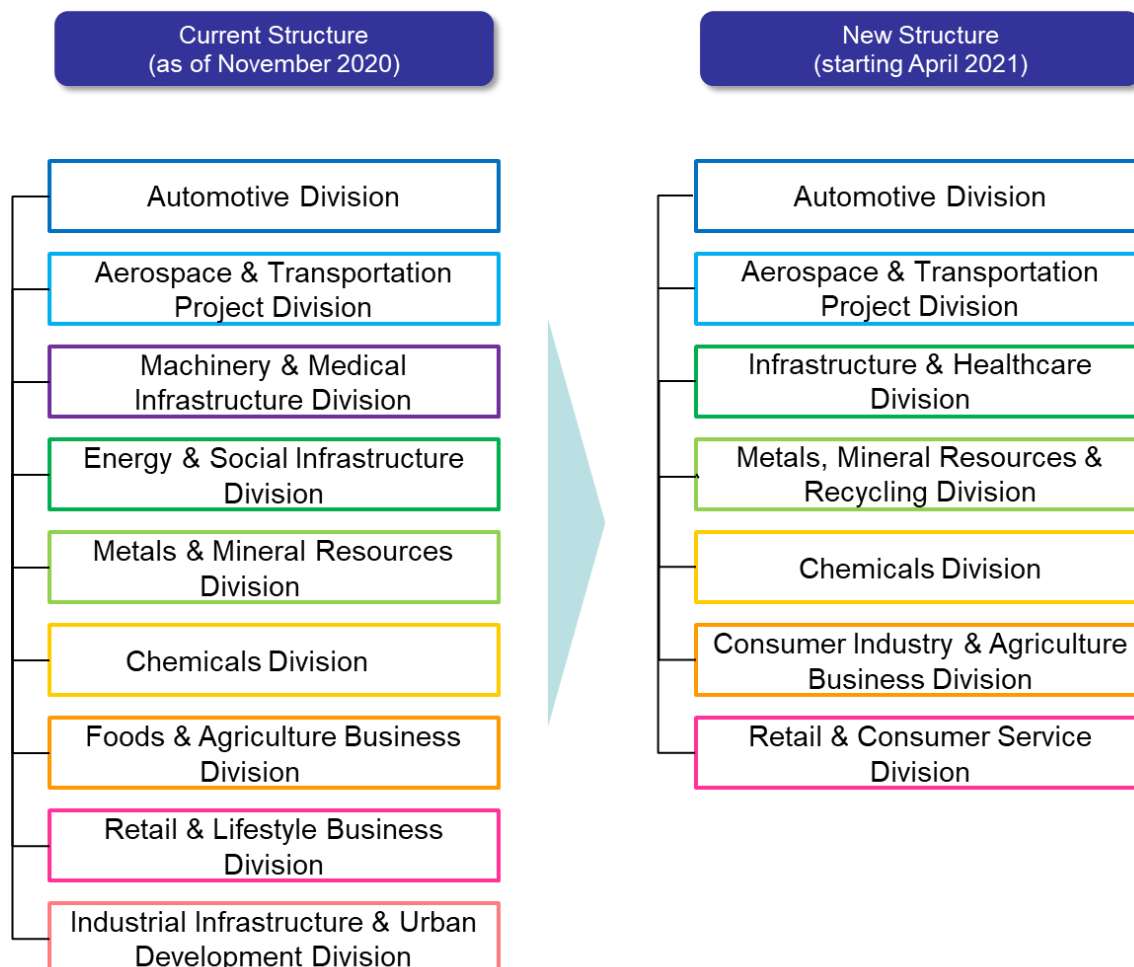 Current Structure
(as of November 2020)
New Structure
(starting April 2021)
Automotive Division
Aerospace & Transportation
Project Division
Machinery & Medical
Infrastructure Division
Energy & Social Infrastructure
Division
Metals & Mineral Resources
Division
Chemicals Division
Foods & Agriculture Business
Division
Retail & Lifestyle Business
Division
Industrial Infrastructure & Urban
Development Division
Automotive Division
Aerospace & Transportation
Project Division
Infrastructure & Healthcare
Division
Metals, Mineral Resources &
Recycling Division
Chemicals Division
Consumer Industry & Agriculture
Business Division
Retail & Consumer Service
Division